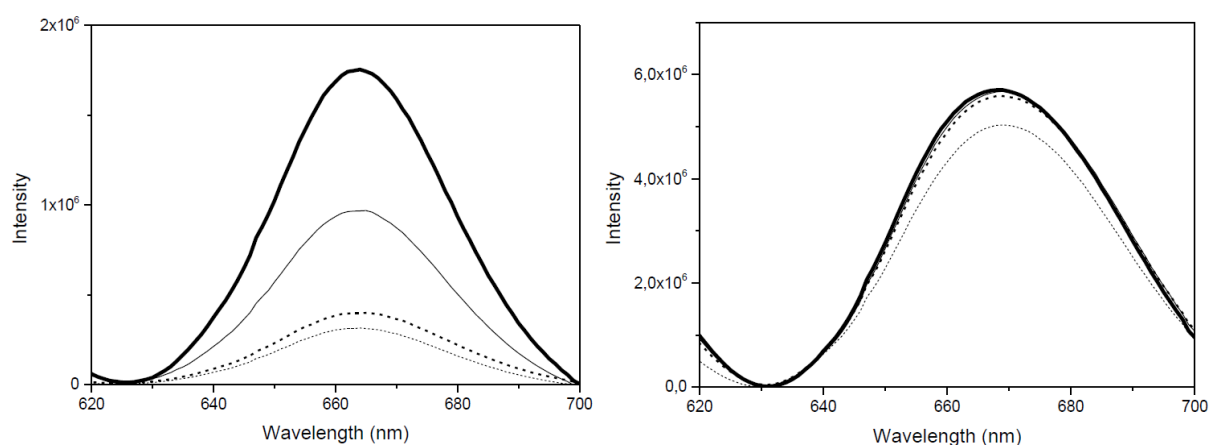 2x10⁶
1x10⁶
0
Intensity
620
640
660
680
700
Wavelength (nm)
6,0x10⁶
4,0x10⁶
2,0x10⁶
0,0
Intensity
620
640
660
680
700
Wavelength (nm)